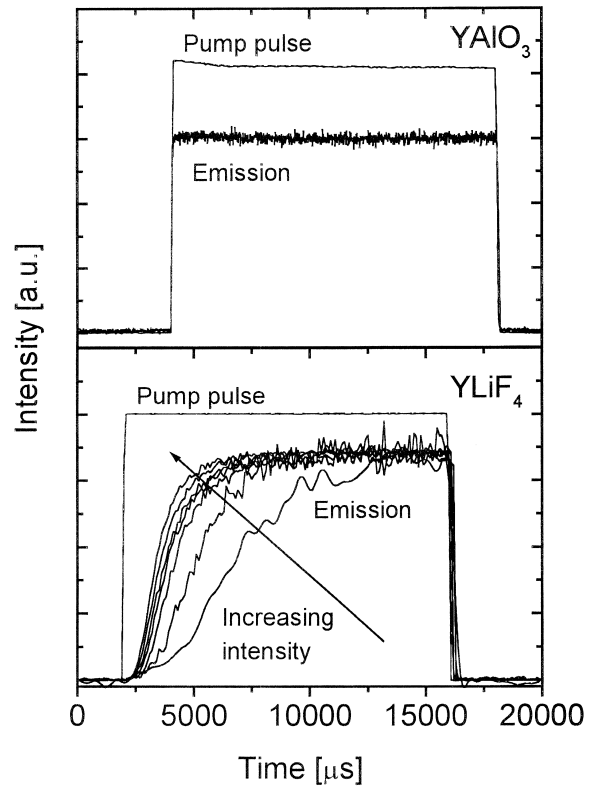 YAlO3
Pump pulse
Emission
Intensity [a.u.]
YLiF4
Pump pulse
Emission
Increasing
intensity
0 5000 10000 15000 20000
Time [μs]